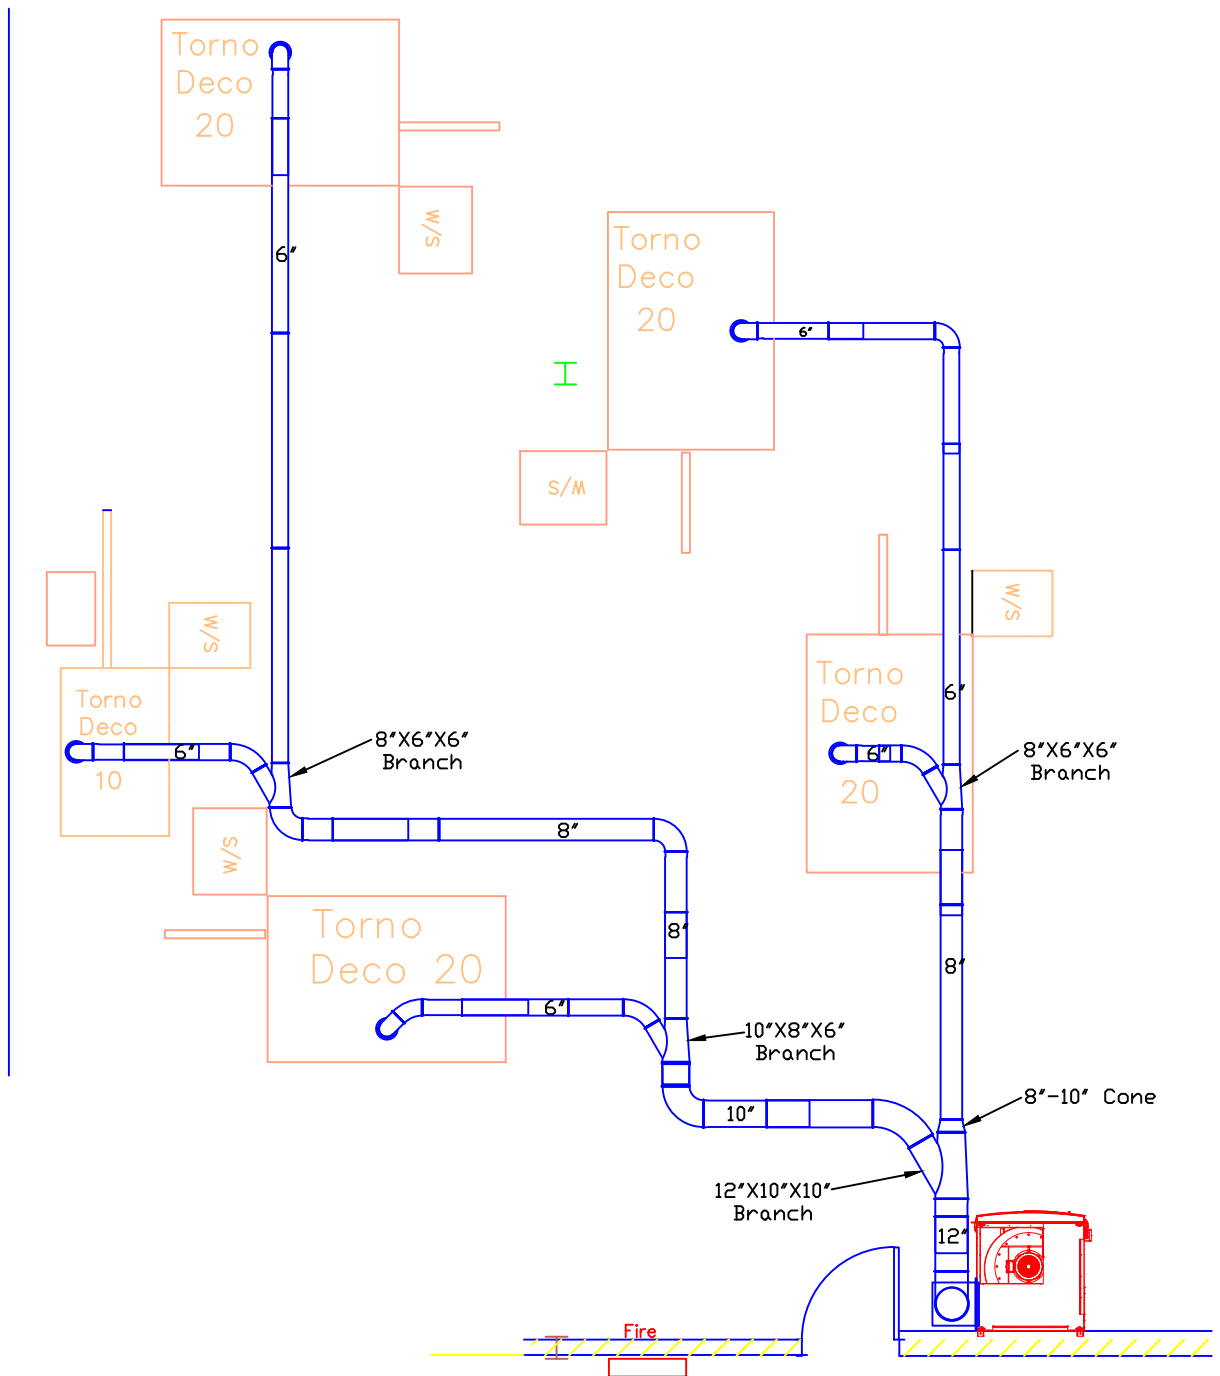 Torno
Deco
20
W/S
6"
Torno
Deco
20
6"
W/S
W/S
W/S
Torno
Deco
10
6"
8"X6"X6"
Branch
Torno
Deco
20
6"
6"
8"X6"X6"
Branch
W/S
8"
Torno
Deco 20
8"
8"
6"
10"X8"X6"
Branch
10"
8"-10" Cone
12"X10"X10"
Branch
12"
Fire